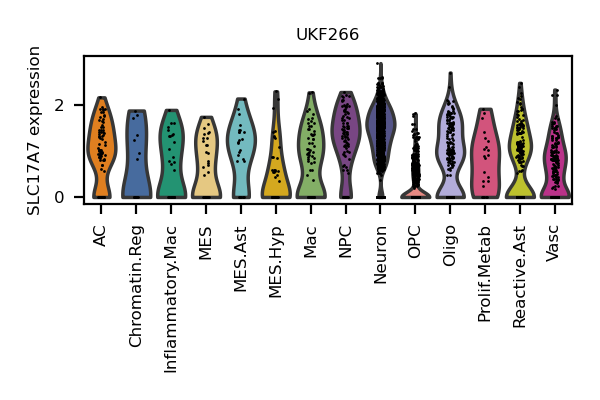 UKF266
SLC17A7 expression
2
0
AC
Chromatin.Reg
Inflammatory.Mac
MES
MES.Ast
MES.Hyp
Mac
NPC
Neuron
OPC
Oligo
Prolif.Metab
Reactive.Ast
Vasc